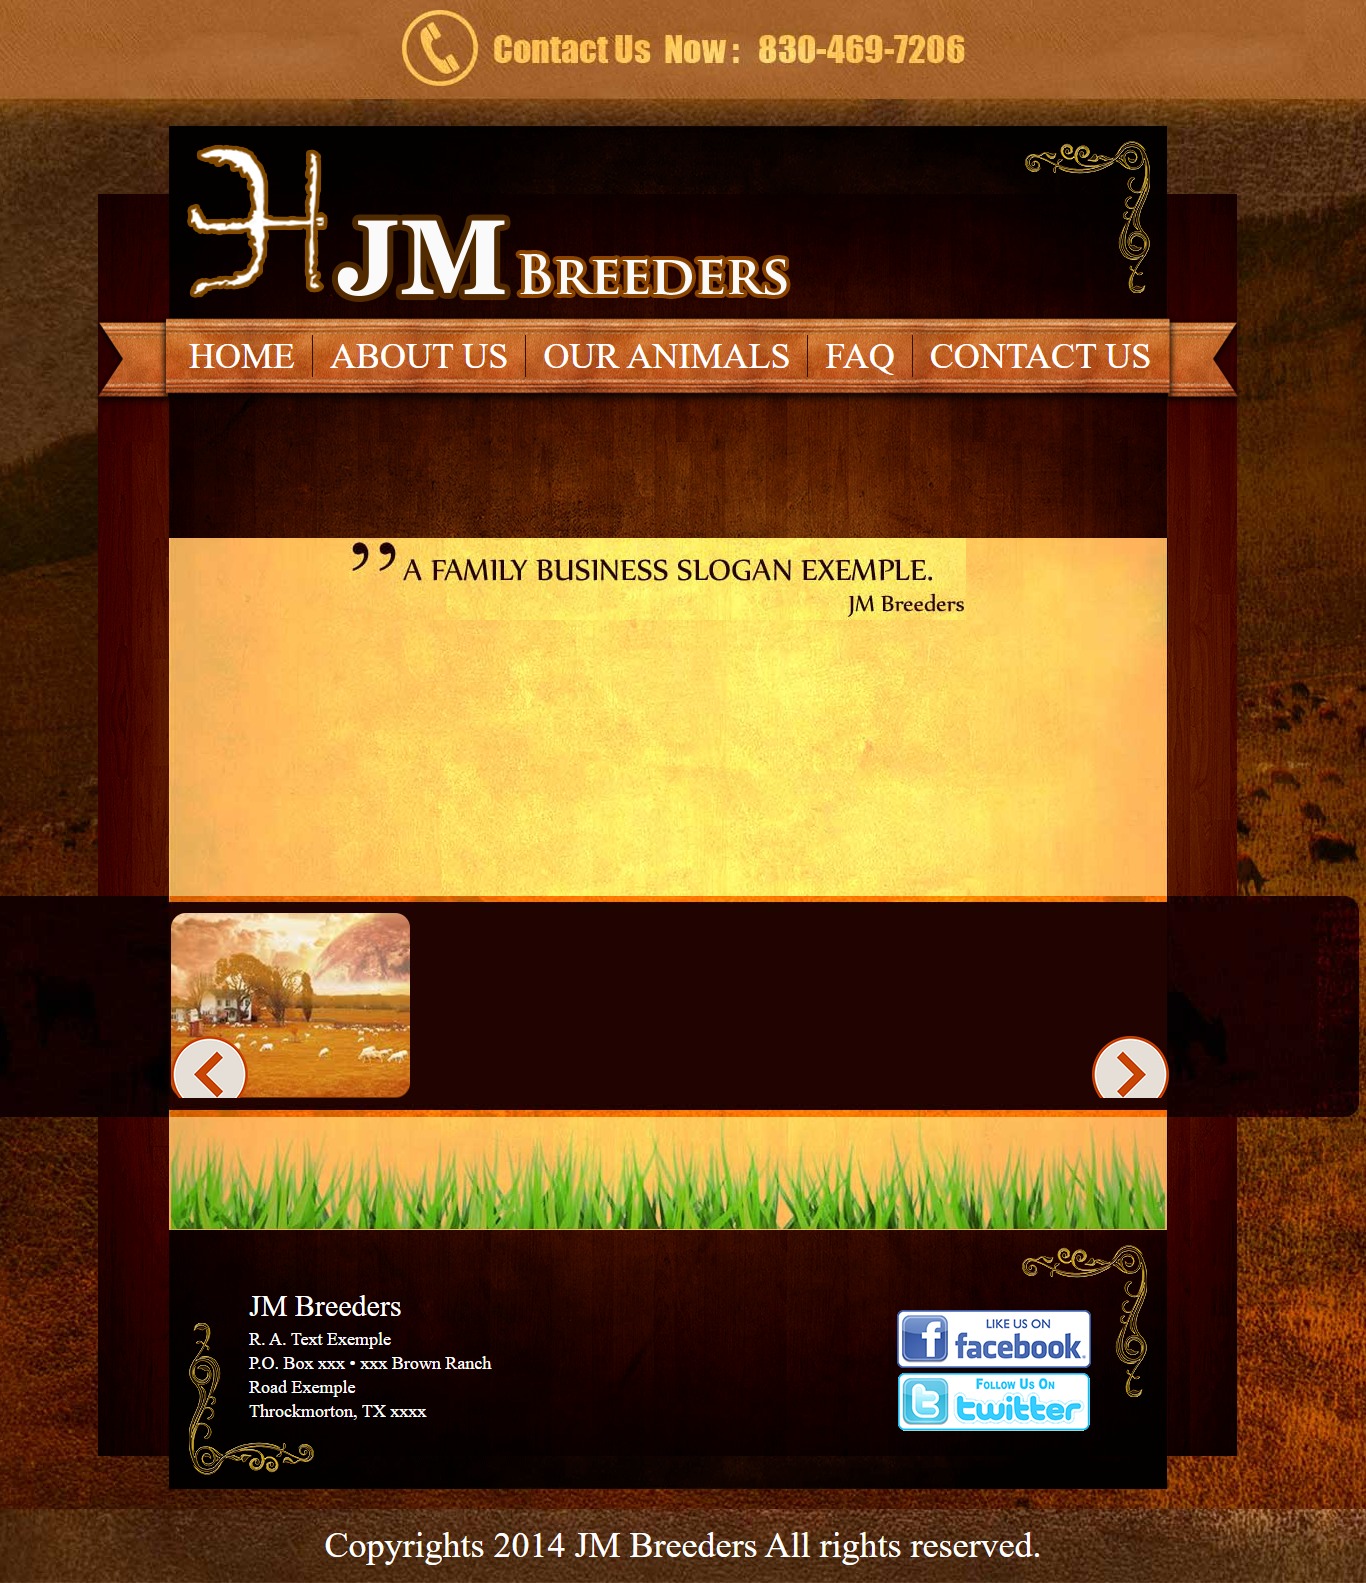 Contact Us Now : 830-469-7206
JM BREEDERS
HOME ABOUT US OUR ANIMALS FAQ CONTACT US
” A FAMILY BUSINESS SLOGAN EXEMPLE.
JM Breeders
JM Breeders
R. A. Text Exemple
P.O. Box xxx • xxx Brown Ranch
Road Exemple
Throckmorton, TX xxxx
LIKE US ON
facebook.
FOLLOW US ON
twitter
Copyrights 2014 JM Breeders All rights reserved.